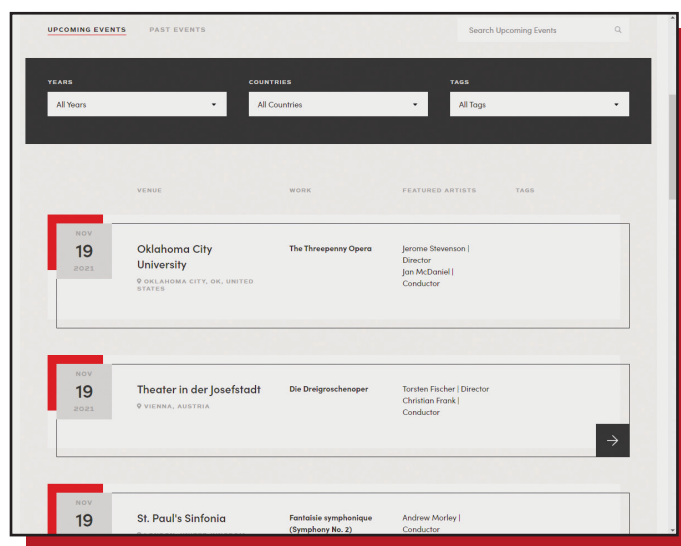 UPCOMING EVENTS PAST EVENTS Search Upcoming Events
YEARS COUNTRIES TAGS
All Years All Countries All Tags
VENUE WORK FEATURED ARTISTS TAGS
NOV
19
2021
Oklahoma City
University
OKLAHOMA CITY, OK, UNITED
STATES
The Threepenny Opera
Jerome Stevenson |
Director
Jan McDaniel |
Conductor
NOV
19
2021
Theater in der Josefstadt
VIENNA, AUSTRIA
Die Dreigroschenoper
Torsten Fischer | Director
Christian Frank |
Conductor
NOV
19
St. Paul's Sinfonia
Fantaisie symphonique
(Symphony No. 2)
Andrew Morley |
Conductor